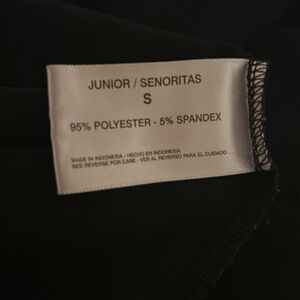 JUNIOR / SENORITAS
S
95% POLYESTER - 5% SPANDEX
MADE IN INDONESIA - HECHO EN INDONESIA
SEE REVERSE FOR CARE - VER AL REVERSO PARA EL CUIDADO